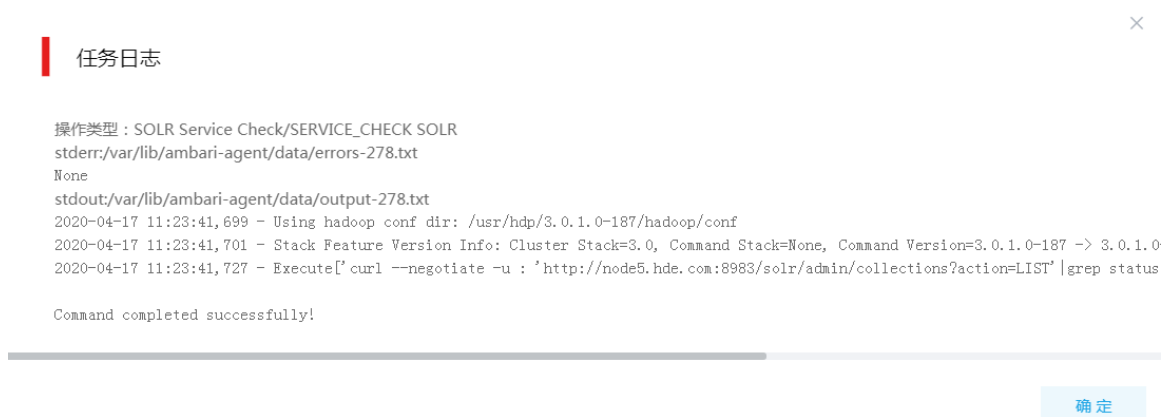 任务日志
操作类型：SOLR Service Check/SERVICE_CHECK SOLR
stderr:/var/lib/ambari-agent/data/errors-278.txt
None
stdout:/var/lib/ambari-agent/data/output-278.txt
2020-04-17 11:23:41,699 - Using hadoop conf dir: /usr/hdp/3.0.1.0-187/hadoop/conf
2020-04-17 11:23:41,701 - Stack Feature Version Info: Cluster Stack=3.0, Command Stack=None, Command Version=3.0.1.0-187 -> 3.0.1.0-
2020-04-17 11:23:41,727 - Execute['curl --negotiate -u : 'http://node5.hde.com:8983/solr/admin/collections?action=LIST'|grep status
Command completed successfully!
确定